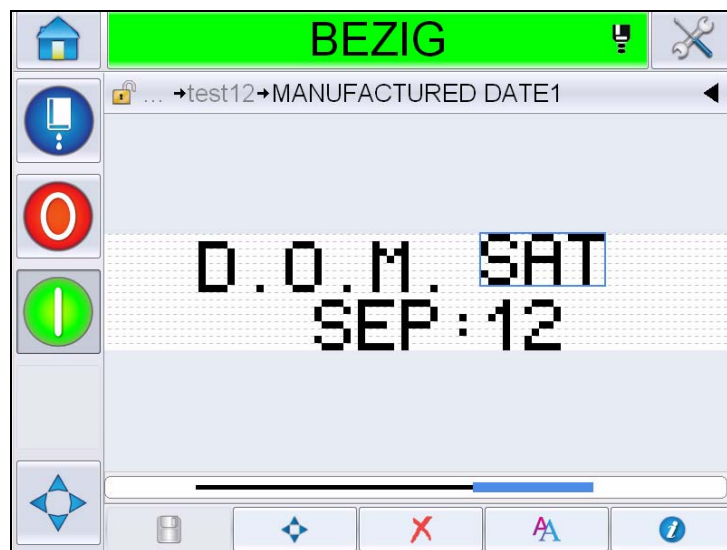 BEZIG
... →test12→MANUFACTURED DATE1
D.O.M. SAT
SEP:12